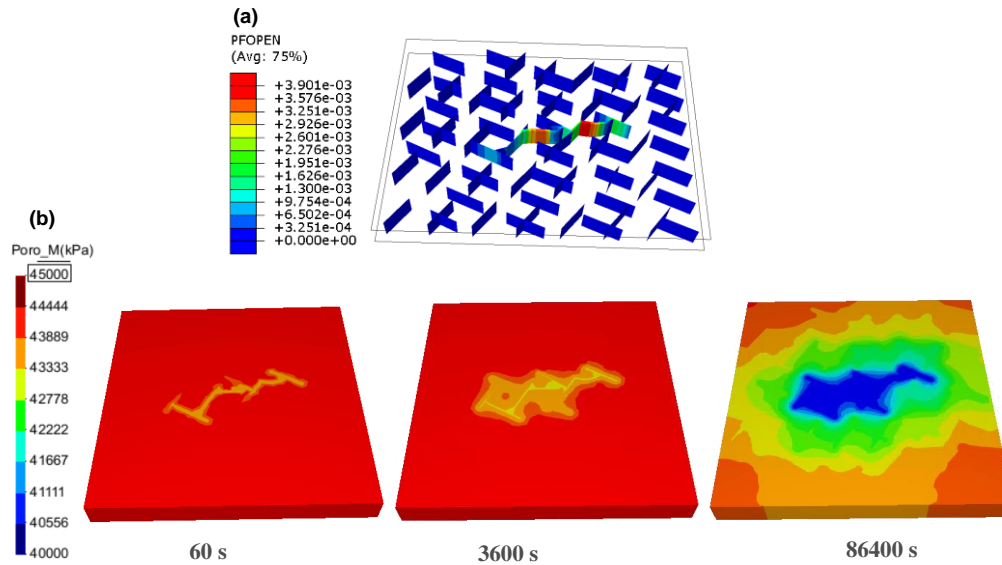 (a)
PFOPEN
(Avg: 75%)
+3.901e-03
+3.576e-03
+3.251e-03
+2.926e-03
+2.601e-03
+2.276e-03
+1.951e-03
+1.626e-03
+1.300e-03
+9.754e-04
+6.502e-04
+3.251e-04
+0.000e+00
(b)
Poro_M(kPa)
45000
44444
43889
43333
42778
42222
41667
41111
40556
40000
60 s
3600 s
86400 s